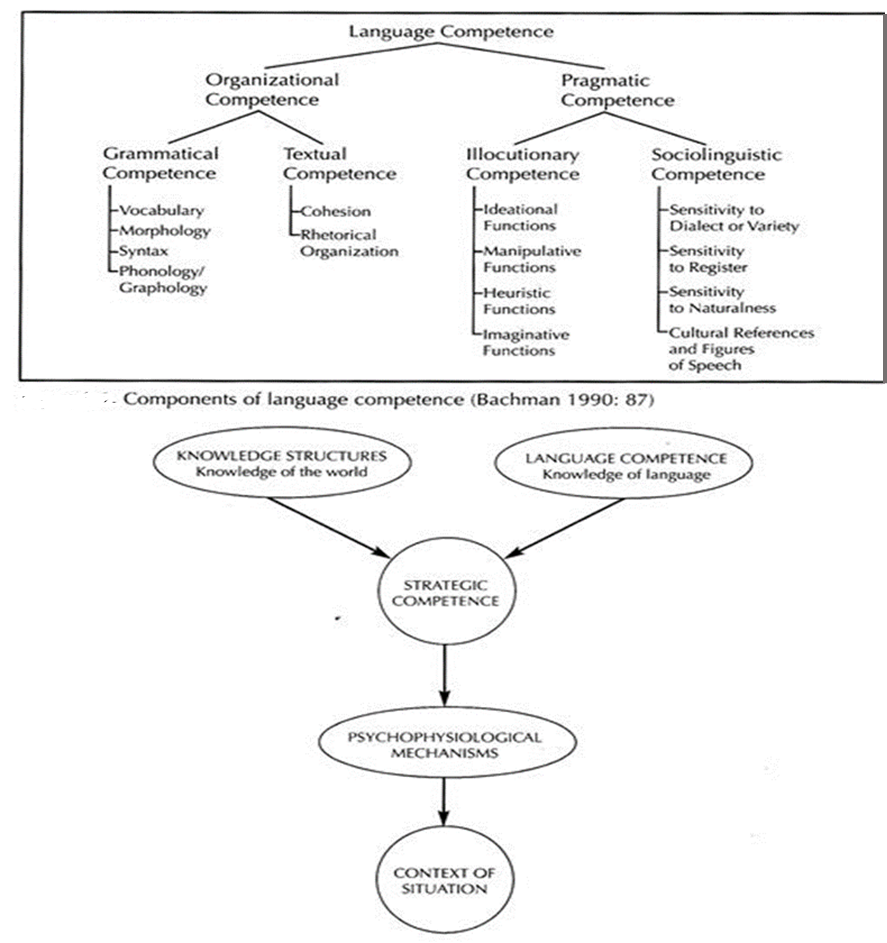 Language Competence
Organizational
Competence
Pragmatic
Competence
Grammatical
Competence
Textual
Competence
Illocutionary
Competence
Sociolinguistic
Competence
Vocabulary
Morphology
Syntax
Phonology/
Graphology
Cohesion
Rhetorical
Organization
Ideational
Functions
Manipulative
Functions
Heuristic
Functions
Imaginative
Functions
Sensitivity to
Dialect or Variety
Sensitivity
to Register
Sensitivity
to Naturalness
Cultural References
and Figures
of Speech
Components of language competence (Bachman 1990: 87)
KNOWLEDGE STRUCTURES
Knowledge of the world
LANGUAGE COMPETENCE
Knowledge of language
STRATEGIC
COMPETENCE
PSYCHOPHYSIOLOGICAL
MECHANISMS
CONTEXT OF
SITUATION